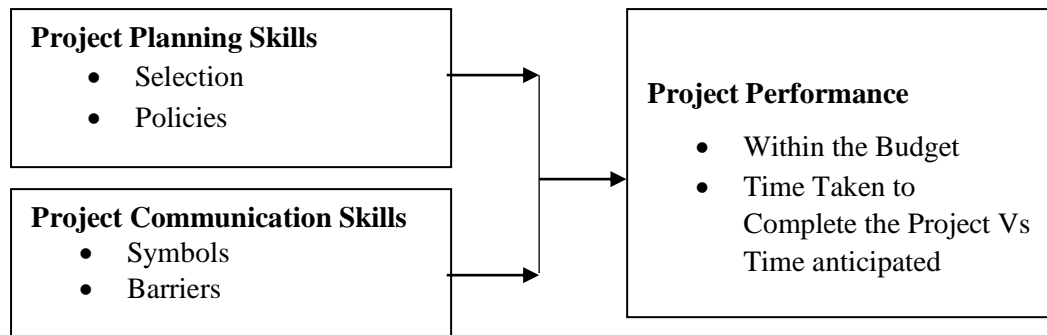 Project Planning Skills
• Selection
• Policies
Project Communication Skills
• Symbols
• Barriers
Project Performance
• Within the Budget
• Time Taken to
Complete the Project Vs
Time anticipated